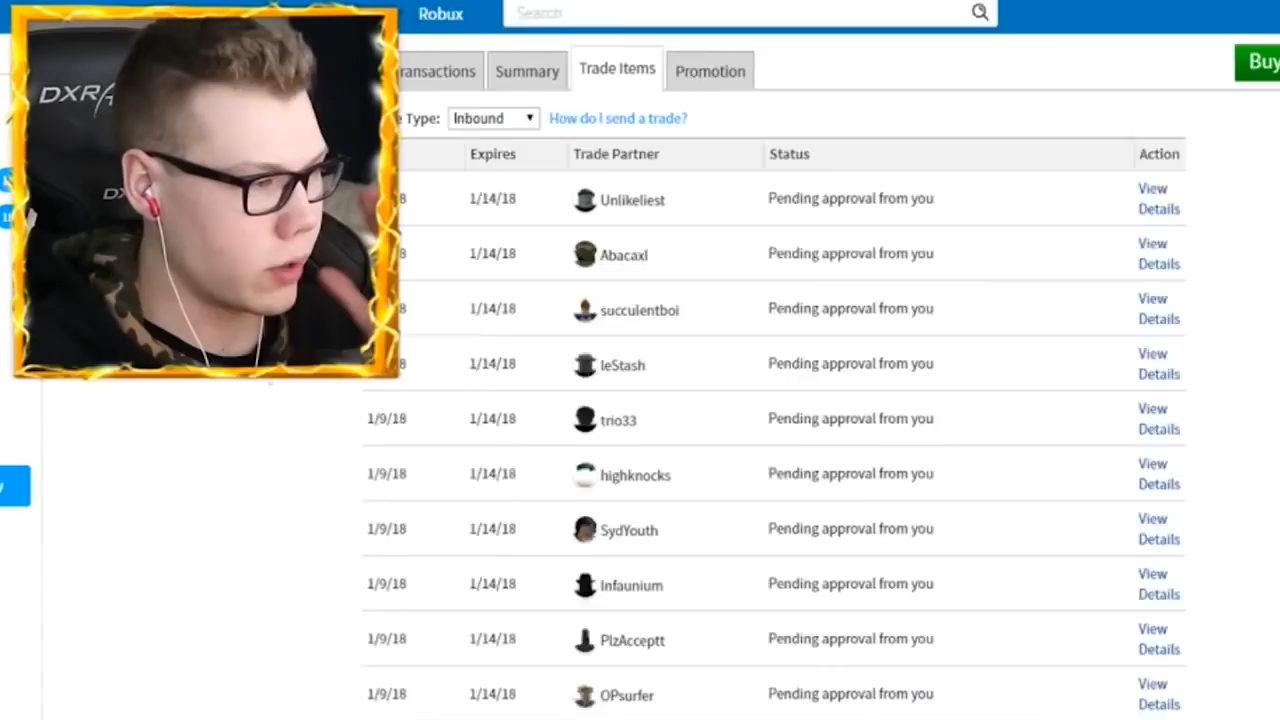 Robux
Search
DXRA
DX
ransactions
Summary
Trade Items
Promotion
Buy
Type:
Inbound
How do I send a trade?
Expires
Trade Partner
Status
Action
8 1/14/18 Unlikeliest Pending approval from you View
Details
8 1/14/18 Abacaxl Pending approval from you View
Details
8 1/14/18 succulentboi Pending approval from you View
Details
8 1/14/18 leStash Pending approval from you View
Details
1/9/18 1/14/18 trio33 Pending approval from you View
Details
1/9/18 1/14/18 highknocks Pending approval from you View
Details
1/9/18 1/14/18 SydYouth Pending approval from you View
Details
1/9/18 1/14/18 Infaunium Pending approval from you View
Details
1/9/18 1/14/18 PlzAcceptt Pending approval from you View
Details
1/9/18 1/14/18 OPsurfer Pending approval from you View
Details